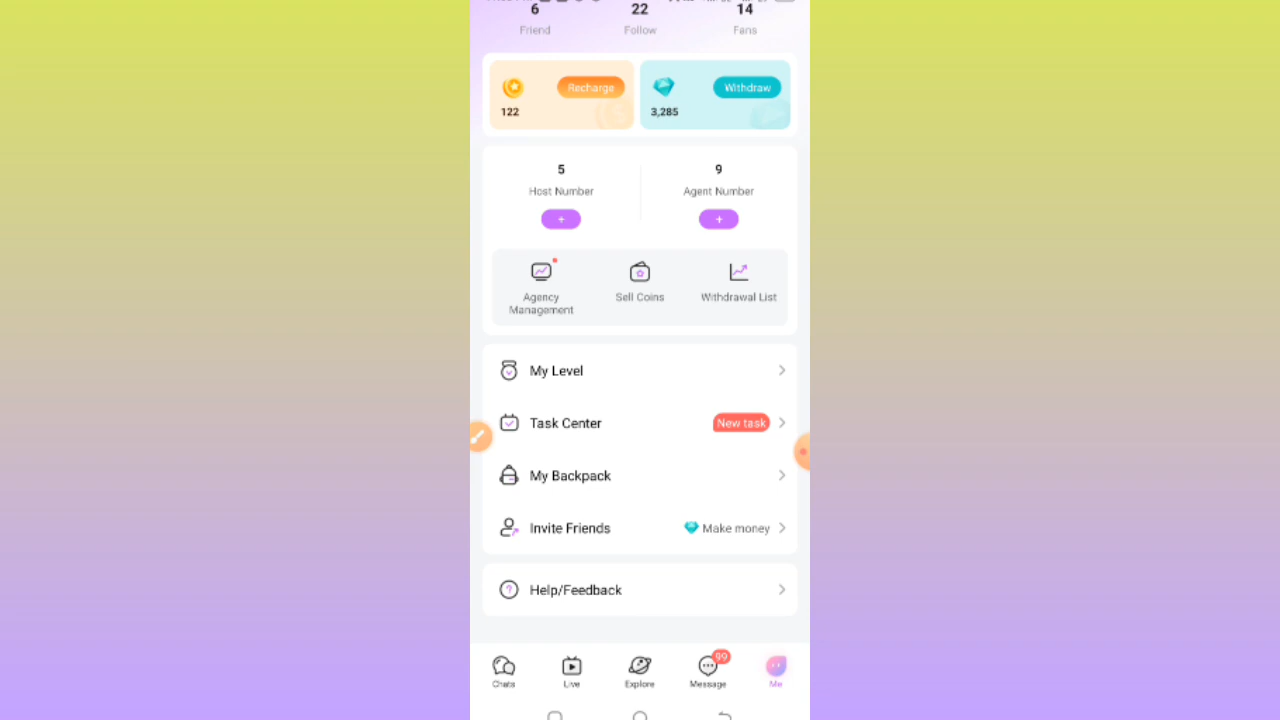 6 22 14
Friend Follow Fans
Recharge Withdraw
122 3,285
5 9
Host Number Agent Number
+ +
Agency Management Sell Coins Withdrawal List
My Level
Task Center New task
My Backpack
Invite Friends Make money
Help/Feedback
99
Chats Live Explore Message Me